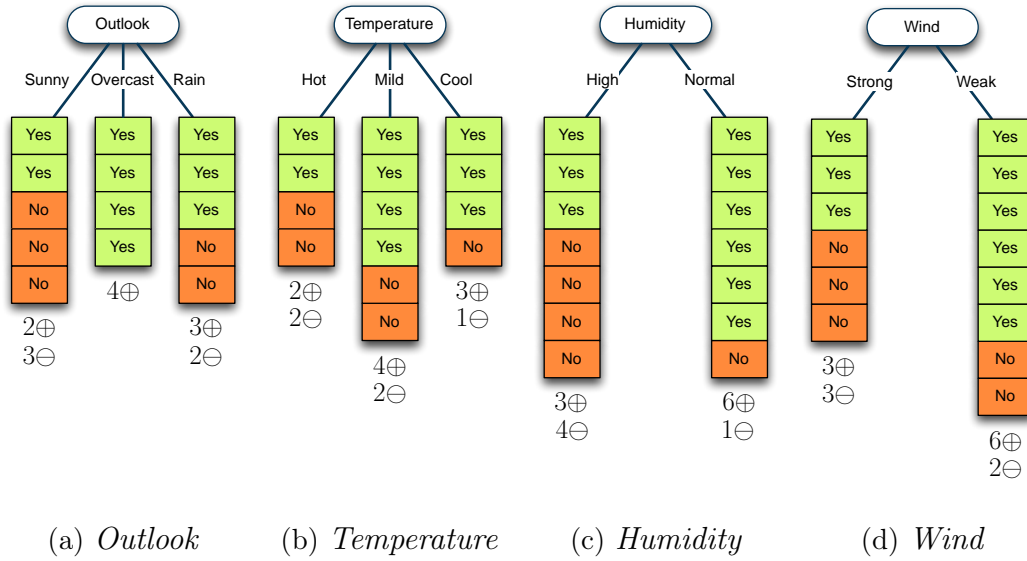 Outlook
Sunny Overcast Rain
Yes Yes Yes
Yes Yes Yes
No Yes Yes
No Yes No
No No
4⊕
2⊕ 3⊕
3⊖ 2⊖
(a) Outlook
Temperature
Hot Mild Cool
Yes Yes Yes
Yes Yes Yes
No Yes Yes
No Yes No
No
No
2⊕ 3⊕
2⊖ 1⊖
4⊕
2⊖
(b) Temperature
Humidity
High Normal
Yes Yes
Yes Yes
Yes Yes
No Yes
No Yes
No Yes
No No
3⊕ 6⊕
4⊖ 1⊖
(c) Humidity
Wind
Strong Weak
Yes Yes
Yes Yes
Yes Yes
No Yes
No Yes
No Yes
No
No
3⊕
3⊖
6⊕
2⊖
(d) Wind